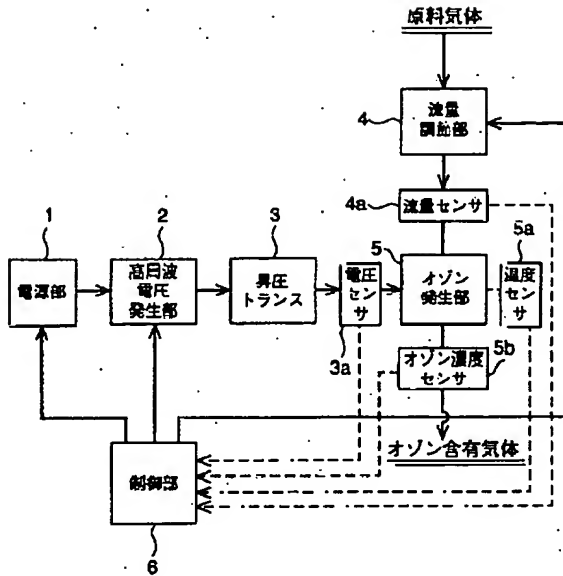 原料気体
4
流量
調節部
4a
流量センサ
1
電源部
2
高周波
電圧
発生部
3
昇圧
トランス
電圧
センサ
3a
5
オゾン
発生部
5a
温度
センサ
オゾン濃度
センサ
5b
オゾン含有気体
制御部
6